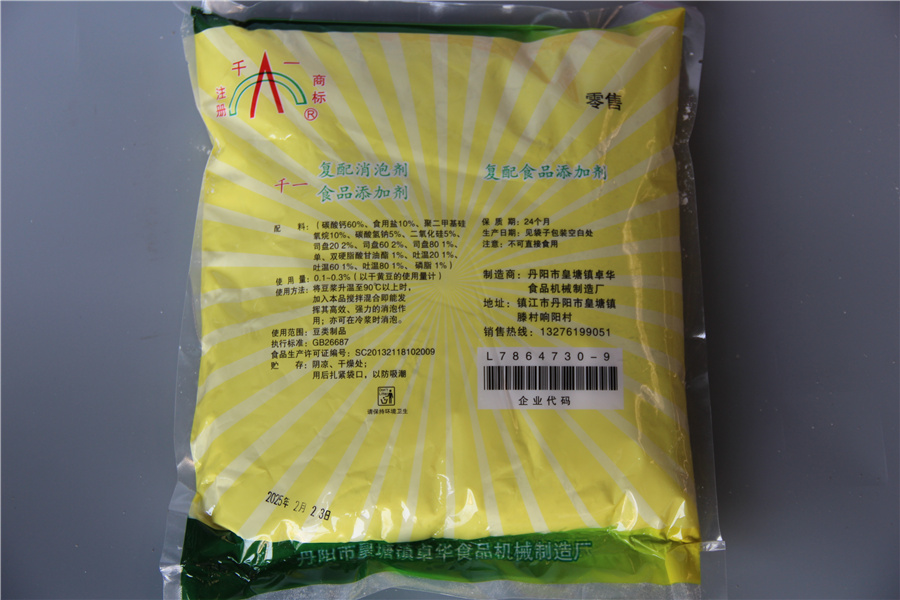 千一
注册
商标
®
零售
千一
复配消泡剂
食品添加剂
复配食品添加剂
配 料：（碳酸钙60%、食用盐10%、聚二甲基硅
氧烷10%、碳酸氢钠5%、二氧化硅5%、
司盘20 2%、司盘60 2%、司盘80 1%、
单、双硬脂酸甘油酯 1%、吐温20 1%、
吐温60 1%、吐温80 1%、磷脂 1%）
使 用 量：0.1–0.3%（以干黄豆的使用量计）
使用方法：将豆浆升温至90℃以上时，
加入本品搅拌混合即能发
挥其高效、强力的消泡作
用；亦可在冷浆时消泡。
使用范围：豆类制品
执行标准：GB26687
食品生产许可证编号：SC20132118102009
贮 存：阴凉、干燥处；
用后扎紧袋口，以防吸潮
请保持环境卫生
保 质 期：24个月
生产日期：见袋子包装空白处
注意：不可直接食用
制造商：丹阳市皇塘镇卓华
食品机械制造厂
地址：镇江市丹阳市皇塘镇
滕村响阳村
销售热线：13276199051
L7864730-9
企业代码
2025年 2月 23日
丹阳市皇塘镇卓华食品机械制造厂